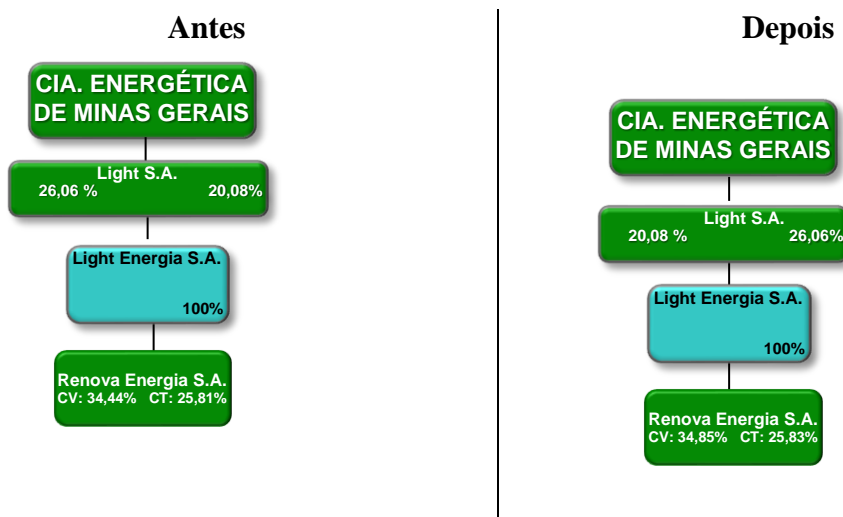 Antes
CIA. ENERGÉTICA
DE MINAS GERAIS
Light S.A.
26,06 % 20,08%
Light Energia S.A.
100%
Renova Energia S.A.
CV: 34,44% CT: 25,81%
Depois
CIA. ENERGÉTICA
DE MINAS GERAIS
Light S.A.
20,08 % 26,06%
Light Energia S.A.
100%
Renova Energia S.A.
CV: 34,85% CT: 25,83%